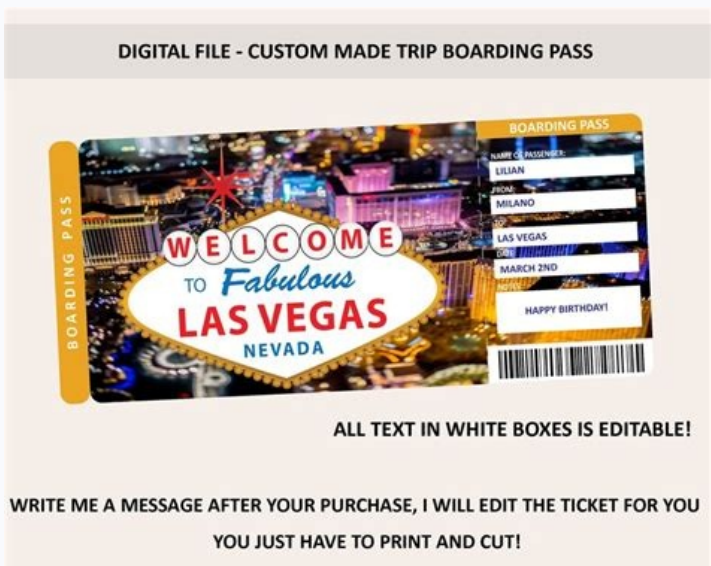 DIGITAL FILE - CUSTOM MADE TRIP BOARDING PASS
BOARDING PASS
WELCOME
TO Fabulous
LAS VEGAS
NEVADA
BOARDING PASS
NAME OF PASSENGER:
LILIAN
FROM:
MILANO
TO:
LAS VEGAS
DATE:
MARCH 2ND
NOTES:
HAPPY BIRTHDAY!
ALL TEXT IN WHITE BOXES IS EDITABLE!
WRITE ME A MESSAGE AFTER YOUR PURCHASE, I WILL EDIT THE TICKET FOR YOU
YOU JUST HAVE TO PRINT AND CUT!